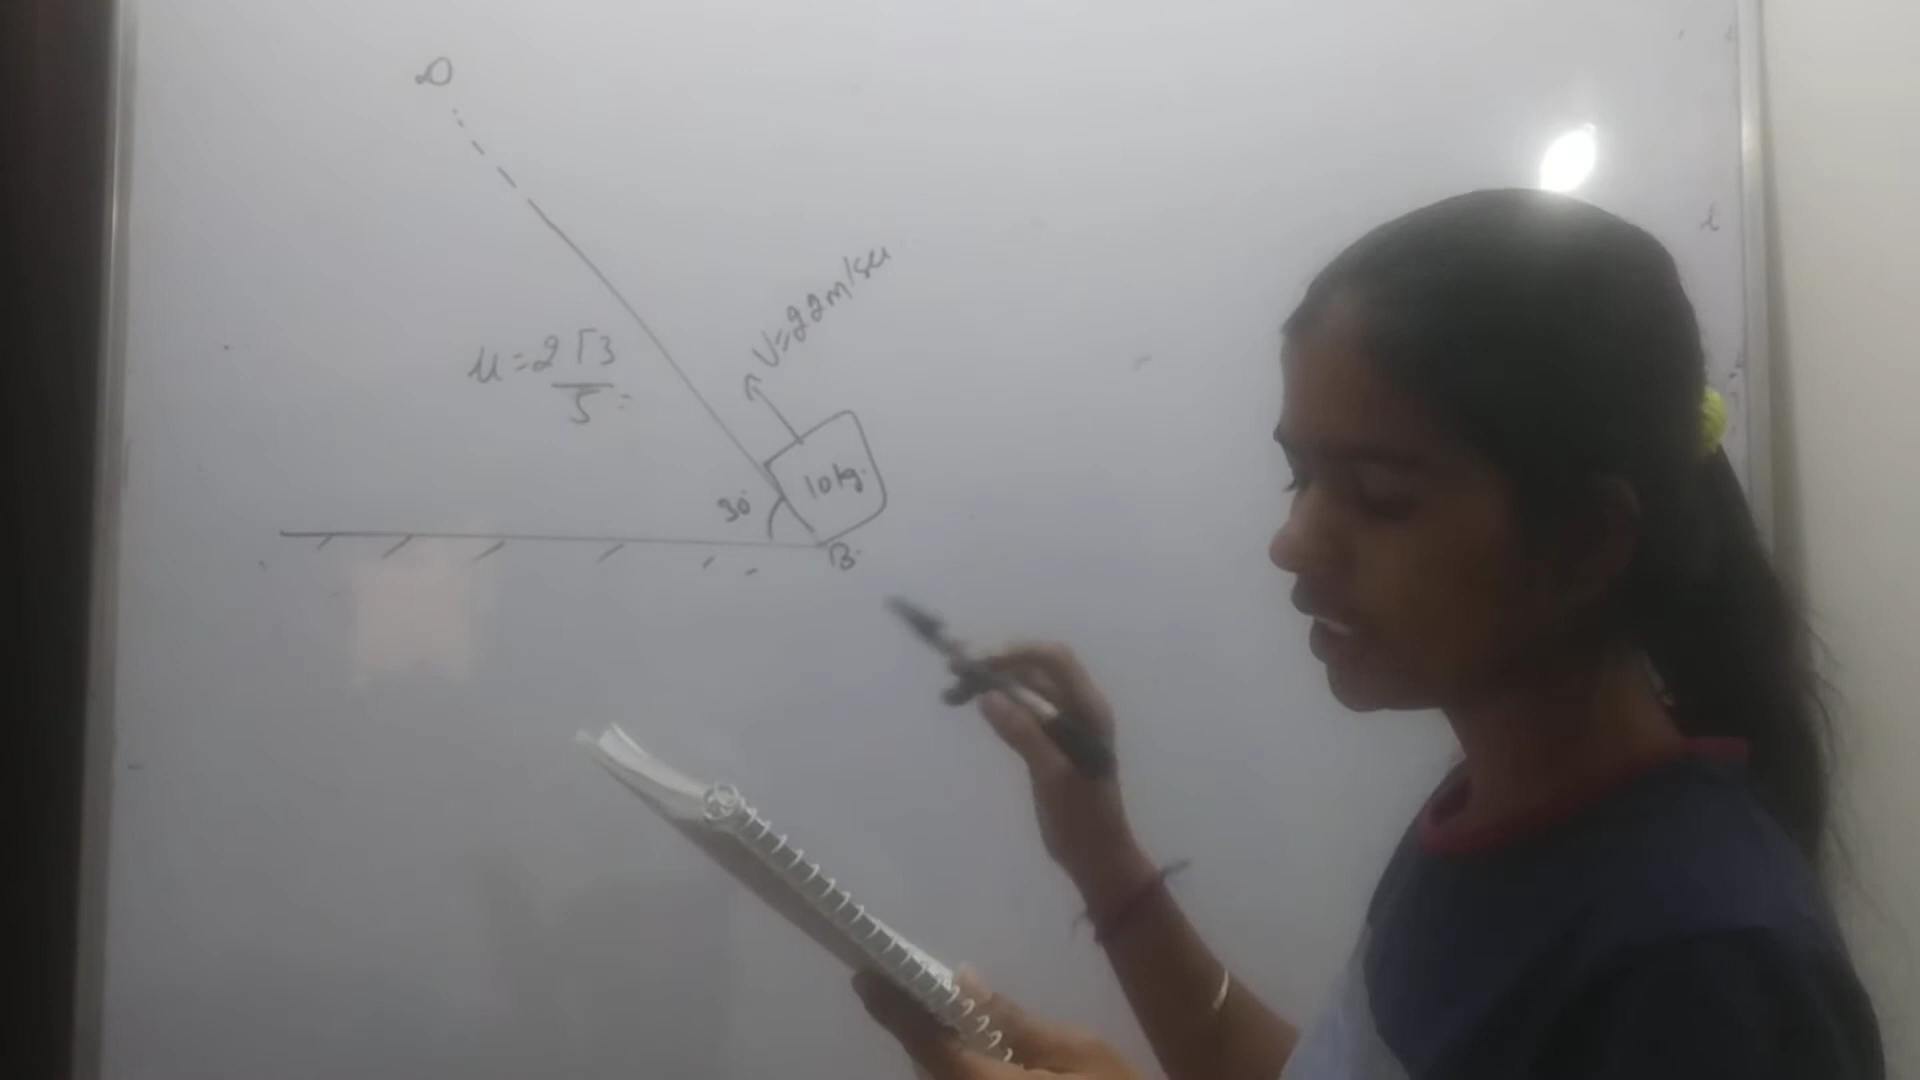 μ = 2√3
5
V=22m/sec
30°
10kg.
B.